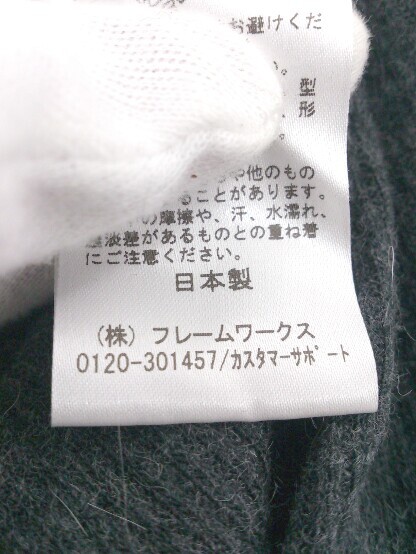 お避けくだ
い。
型
形
。
や他のもの
ることがあります。
の摩擦や、汗、水濡れ、
濃淡差があるものとの重ね着
にご注意ください。
日本製
（株）フレームワークス
0120-301457/カスタマーサポート